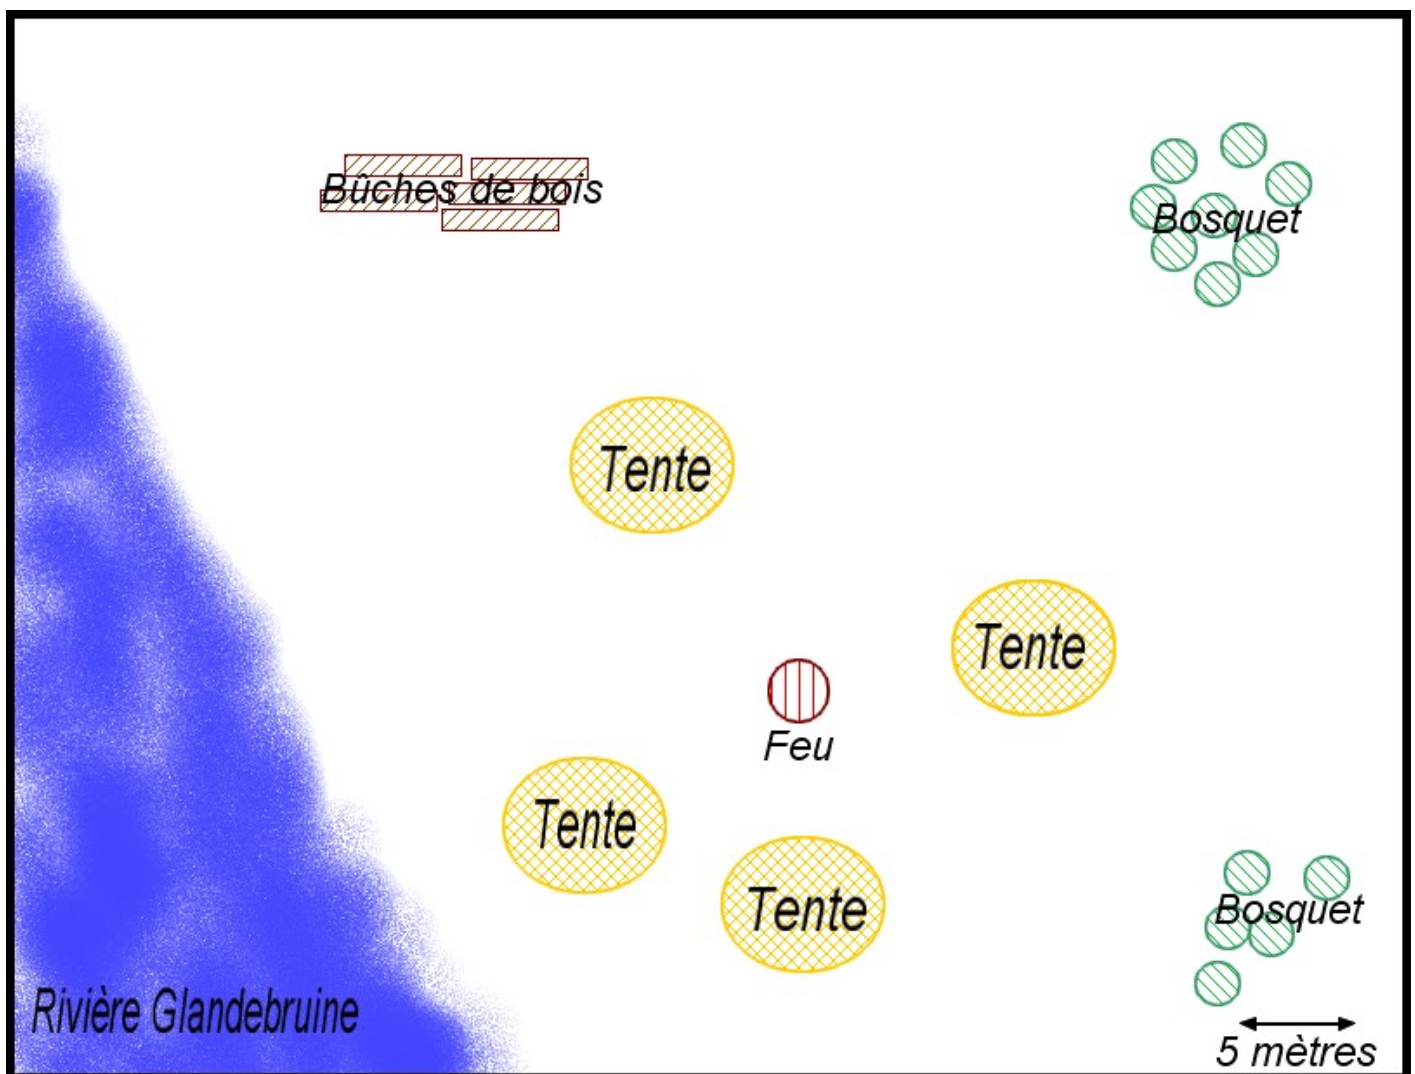 Bûches de bois
Bosquet
Tente
Tente
Feu
Tente
Tente
Bosquet
Rivière Glandebruine
5 mètres